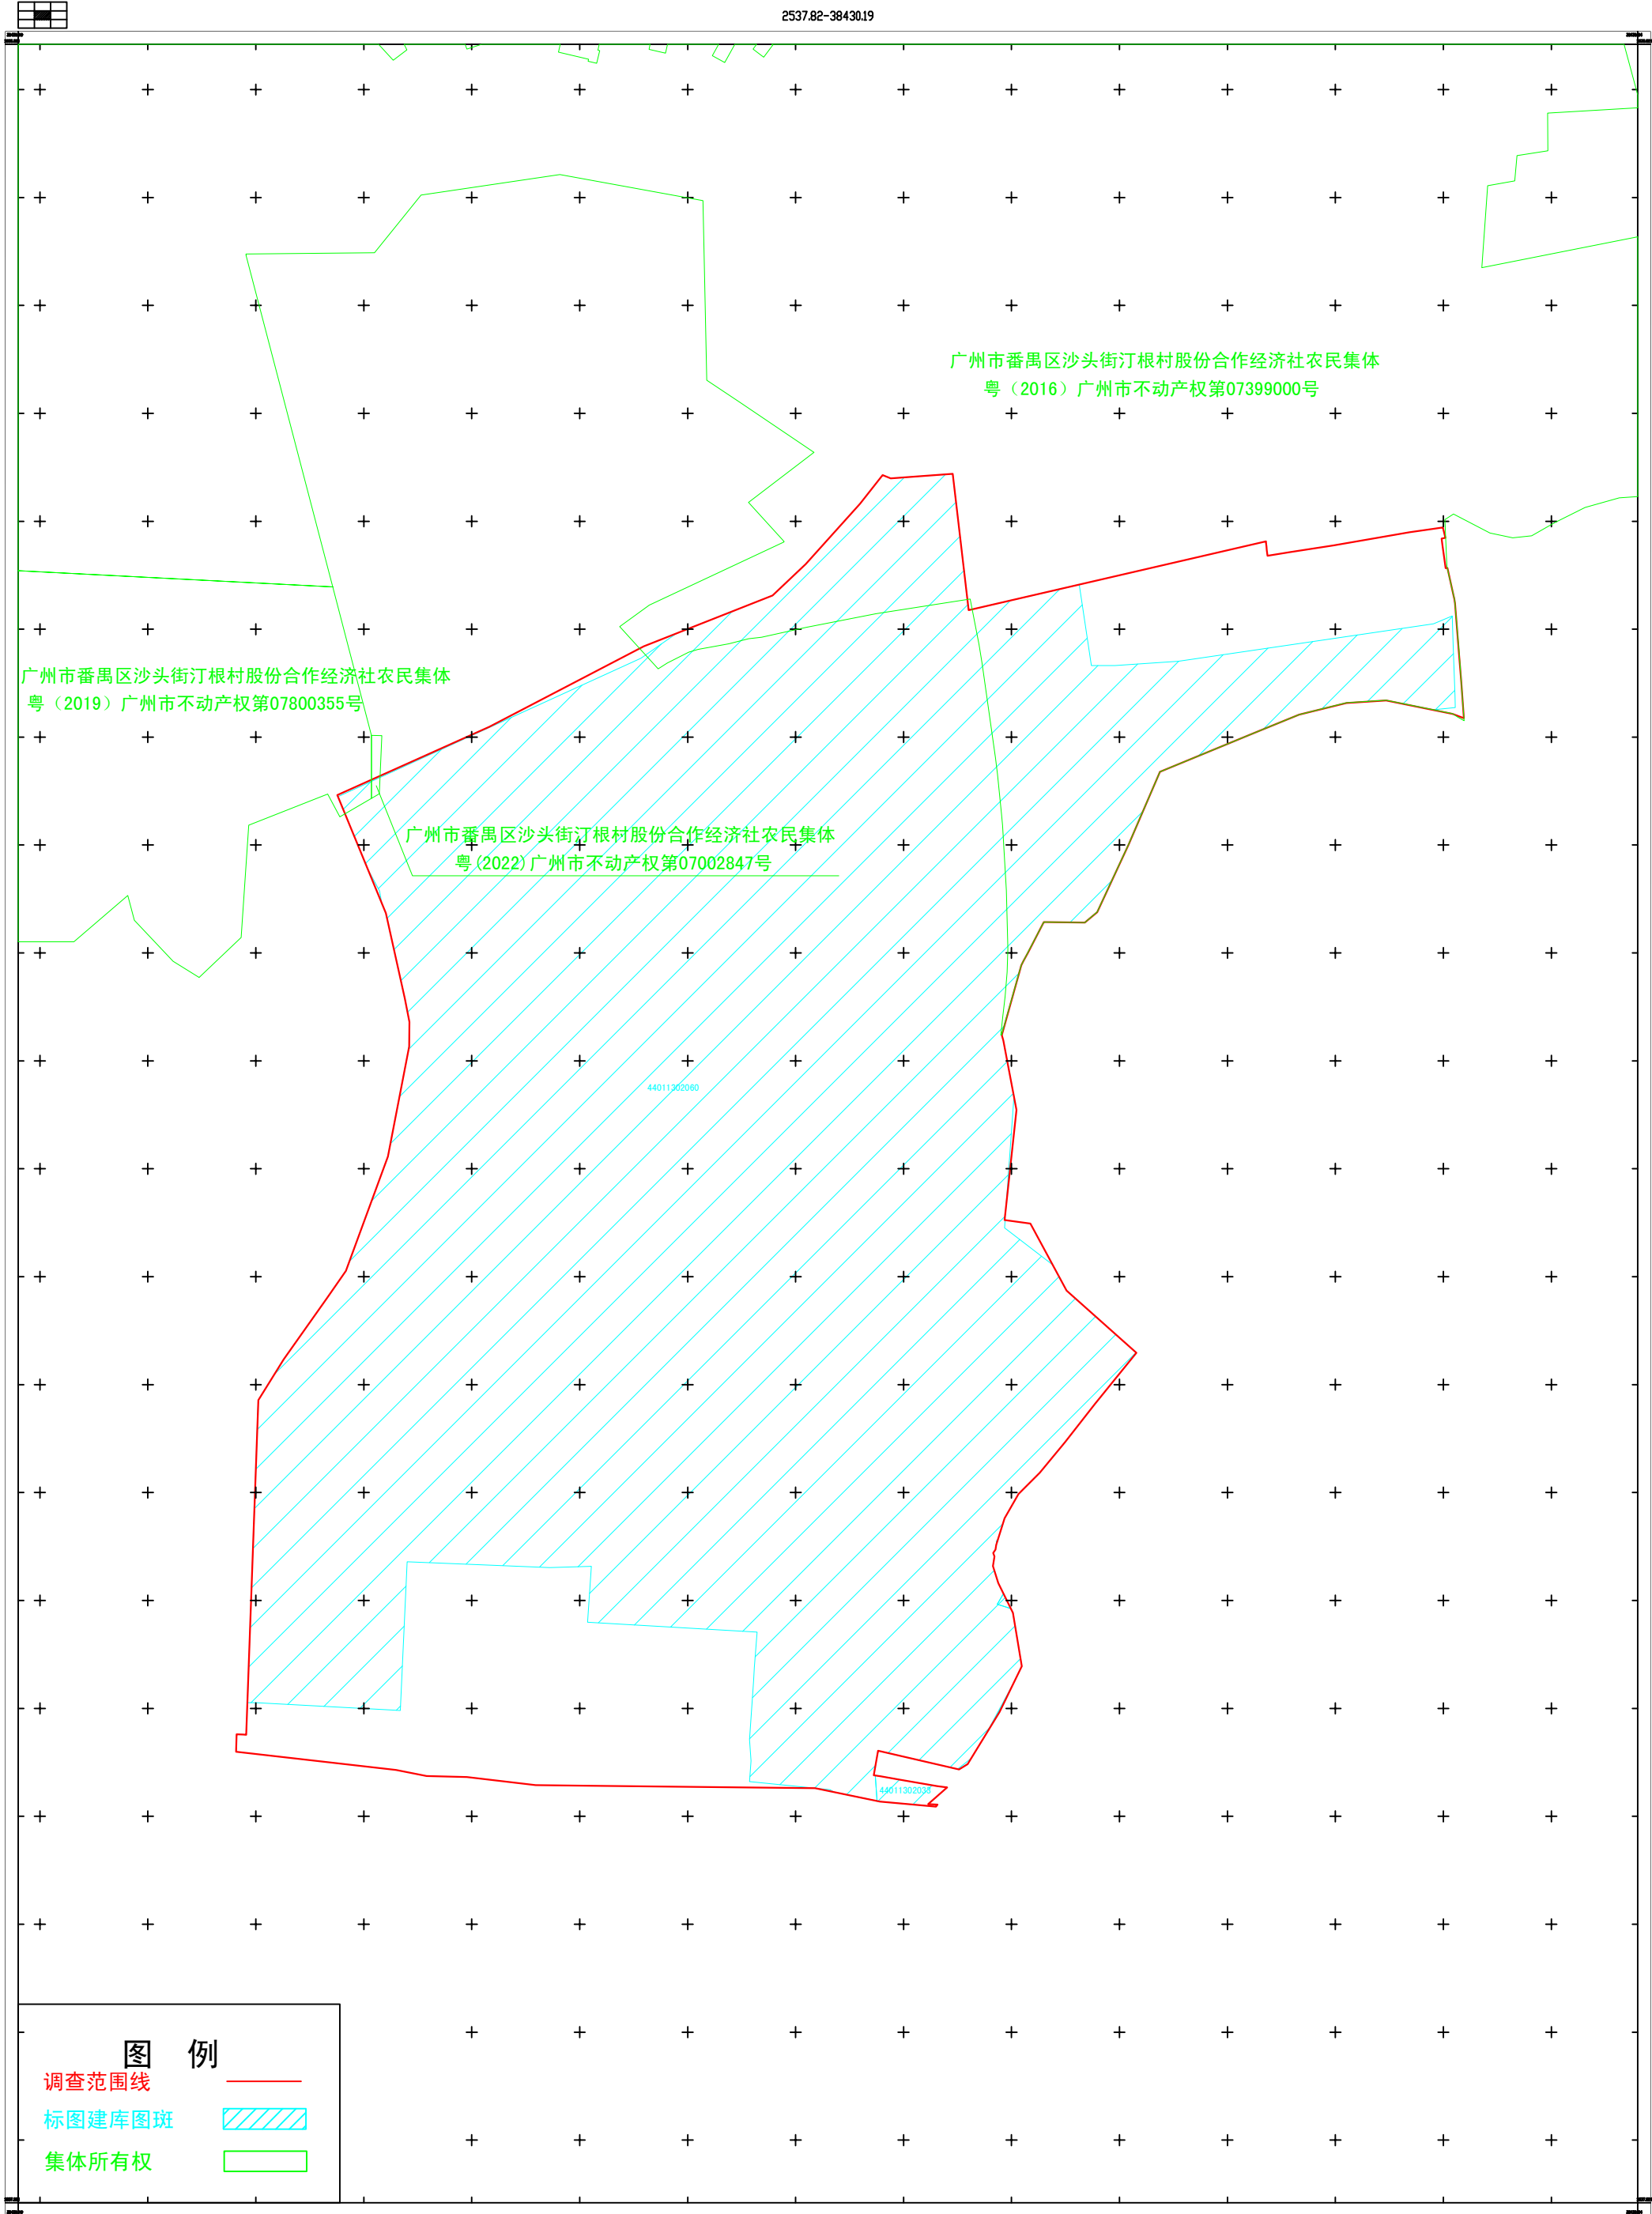 2537.82-38430.19
广州市番禺区沙头街汀根村股份合作经济社农民集体
粤（2016）广州市不动产权第07399000号
广州市番禺区沙头街汀根村股份合作经济社农民集体
粤（2019）广州市不动产权第07800355号
广州市番禺区沙头街汀根村股份合作经济社农民集体
粤(2022)广州市不动产权第07002847号
44011302060
图 例
调查范围线
标图建库图斑
集体所有权